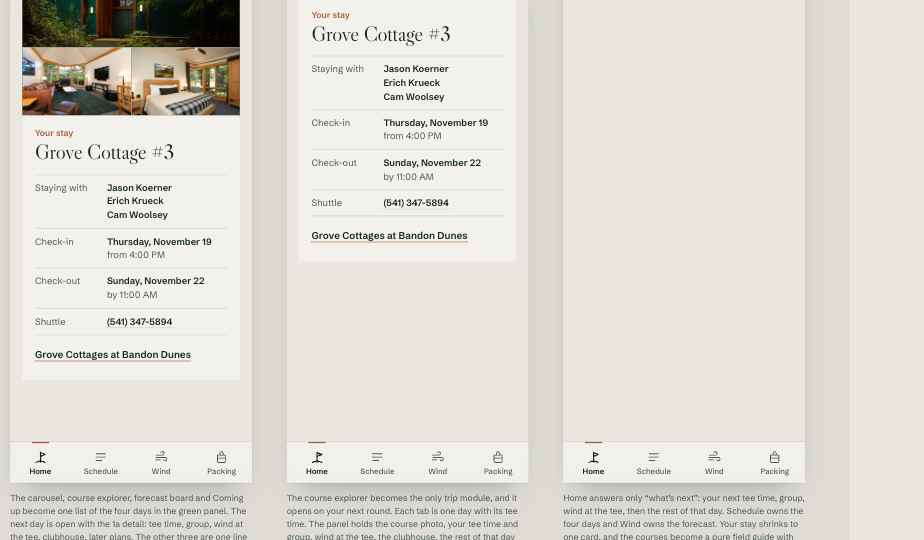 Your stay
Grove Cottage #3
Staying with Jason Koerner
Erich Krueck
Cam Woolsey
Check-in Thursday, November 19
from 4:00 PM
Check-out Sunday, November 22
by 11:00 AM
Shuttle (541) 347-5894
Grove Cottages at Bandon Dunes
Home Schedule Wind Packing
The carousel, course explorer, forecast board and Coming
up become one list of the four days in the green panel. The
next day is open with the 1a detail: tee time, group, wind at
the tee, clubhouse, later plans. The other three are one line
Your stay
Grove Cottage #3
Staying with Jason Koerner
Erich Krueck
Cam Woolsey
Check-in Thursday, November 19
from 4:00 PM
Check-out Sunday, November 22
by 11:00 AM
Shuttle (541) 347-5894
Grove Cottages at Bandon Dunes
Home Schedule Wind Packing
The course explorer becomes the only trip module, and it
opens on your next round. Each tab is one day with its tee
time. The panel holds the course photo, your tee time and
group, wind at the tee, the clubhouse, the rest of that day
Home Schedule Wind Packing
Home answers only “what’s next”: your next tee time, group,
wind at the tee, then the rest of that day. Schedule owns the
four days and Wind owns the forecast. Your stay shrinks to
one card, and the courses become a pure field guide with